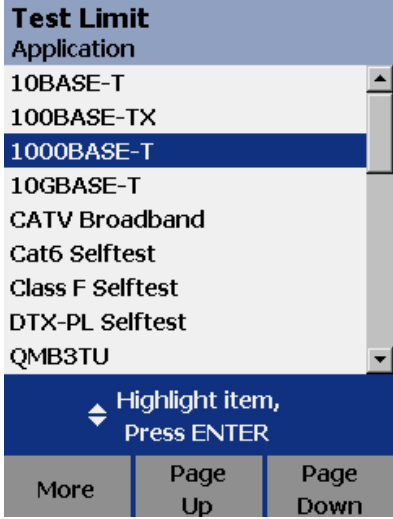 Test Limit
Application
10BASE-T
100BASE-TX
1000BASE-T
10GBASE-T
CATV Broadband
Cat6 Selftest
Class F Selftest
DTX-PL Selftest
QMB3TU
Highlight item,
Press ENTER
More
Page
Up
Page
Down